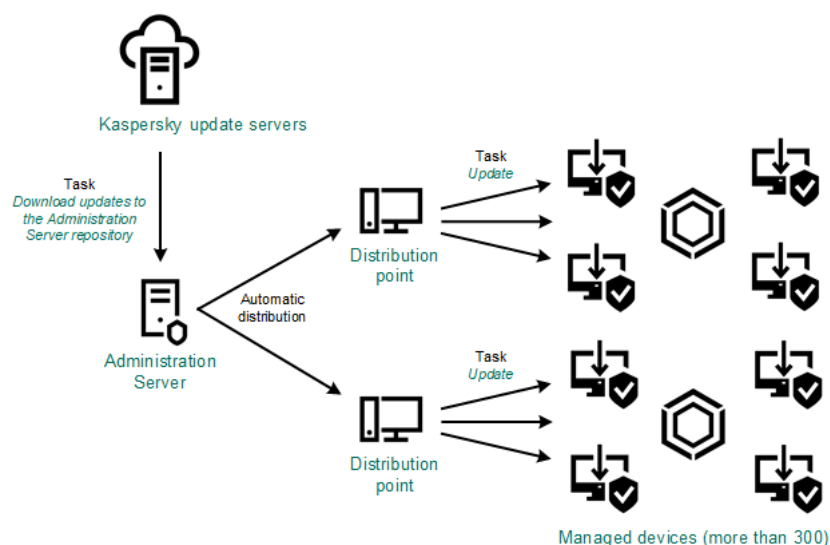 Kaspersky update servers
Task
Download updates to
the Administration
Server repository
Administration
Server
Automatic
distribution
Distribution
point
Task
Update
Distribution
point
Task
Update
Managed devices (more than 300)